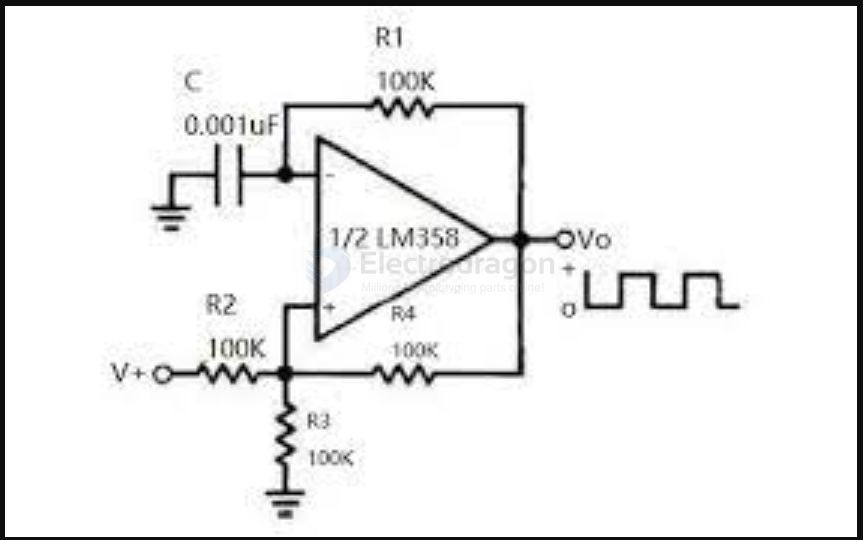 R1
100K
C
0.001uF
-
1/2 LM358
Vo
Electrodragon
+
+
o
R4
R2
100K
100K
V+
R3
100K